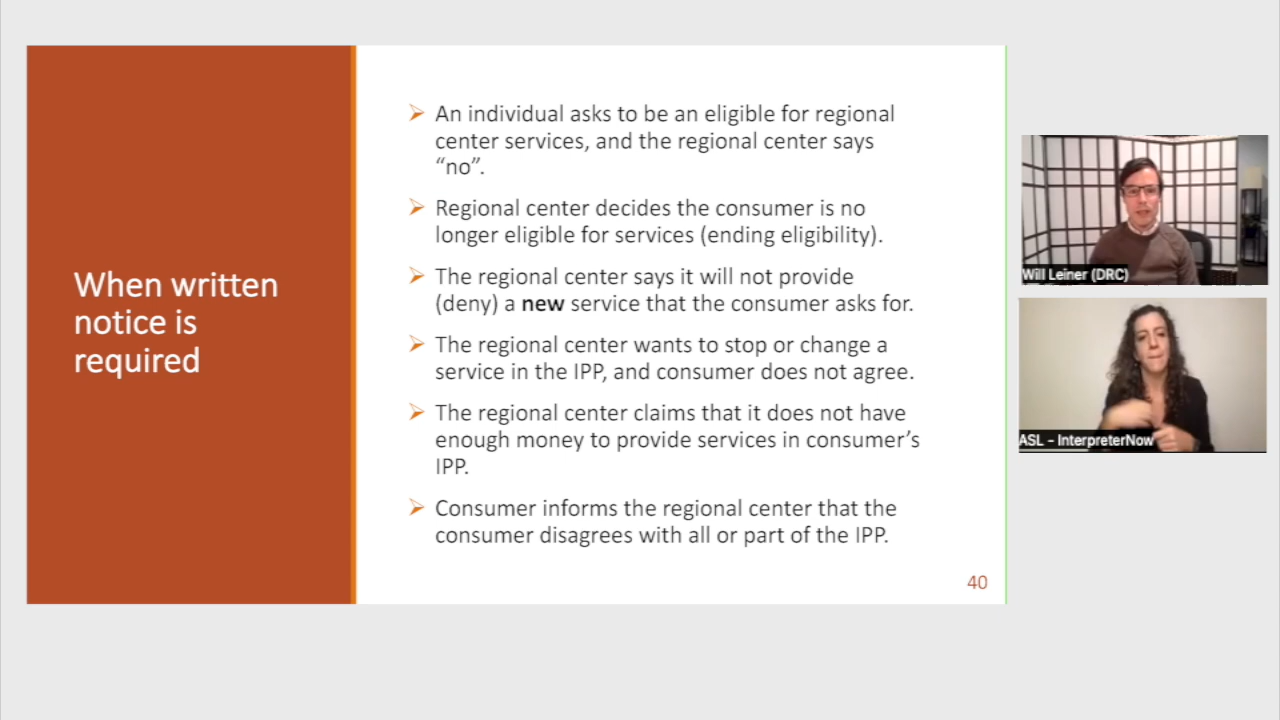 When written
notice is
required
An individual asks to be an eligible for regional
center services, and the regional center says
“no”.
Regional center decides the consumer is no
longer eligible for services (ending eligibility).
The regional center says it will not provide
(deny) a new service that the consumer asks for.
The regional center wants to stop or change a
service in the IPP, and consumer does not agree.
The regional center claims that it does not have
enough money to provide services in consumer’s
IPP.
Consumer informs the regional center that the
consumer disagrees with all or part of the IPP.
40
Will Leiner (DRC)
ASL – InterpreterNow